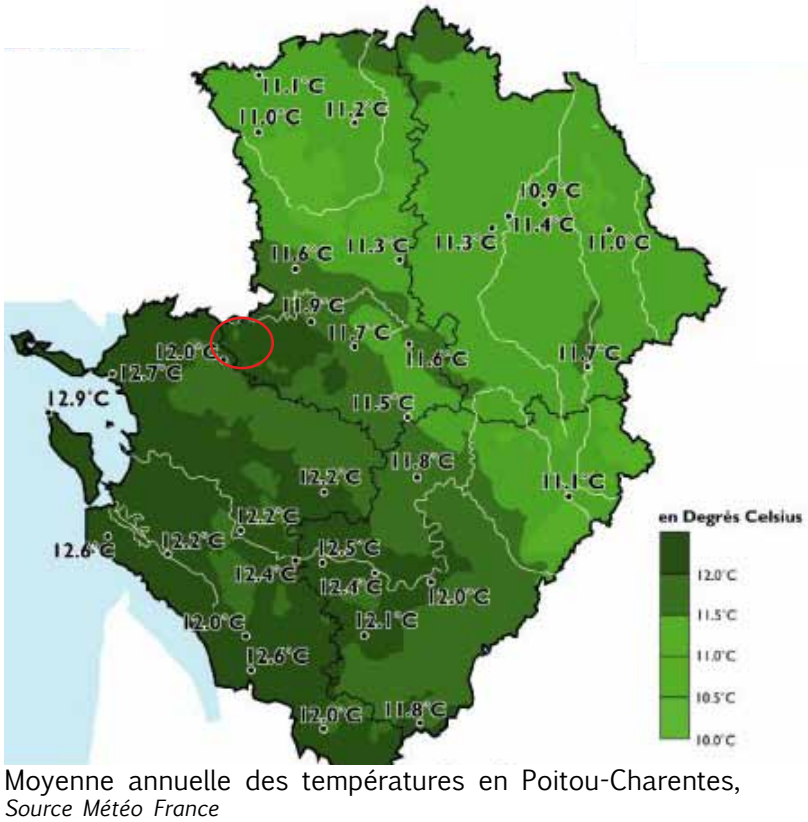 11.1°C
11.0°C
11.2°C
10.9°C
11.4°C
11.3°C
11.0°C
11.3°C
11.6°C
11.9°C
11.7°C
11.6°C
11.7°C
12.0°C
12.7°C
12.9°C
11.5°C
11.8°C
11.1°C
12.2°C
12.2°C
12.6°C
12.2°C
12.5°C
12.4°C
12.4°C
12.0°C
12.0°C
12.1°C
12.6°C
12.0°C
11.8°C
en Degrès Celsius
12.0°C
11.5°C
11.0°C
10.5°C
10.0°C
Moyenne annuelle des températures en Poitou-Charentes,
Source Météo France